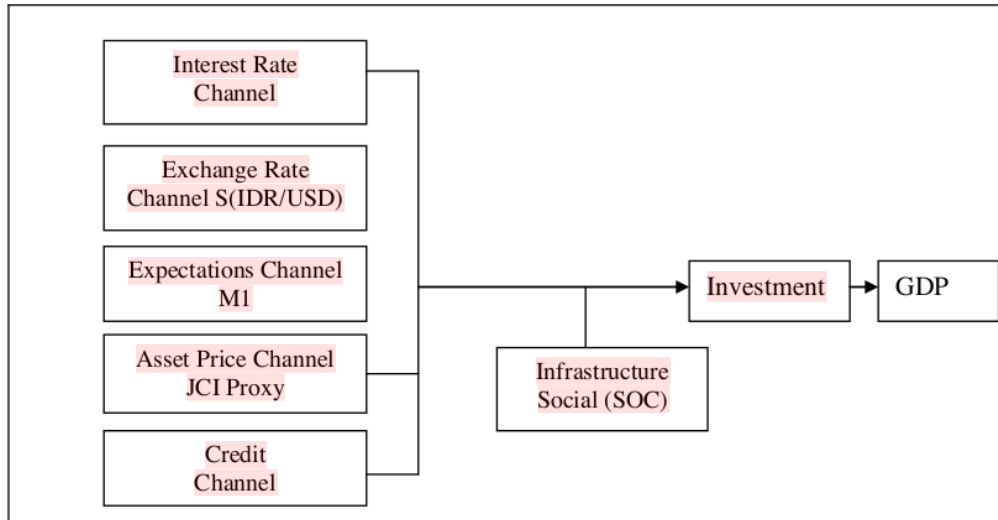 Interest Rate
Channel
Exchange Rate
Channel S(IDR/USD)
Expectations Channel
M1
Asset Price Channel
JCI Proxy
Credit
Channel
Infrastructure
Social (SOC)
Investment
GDP